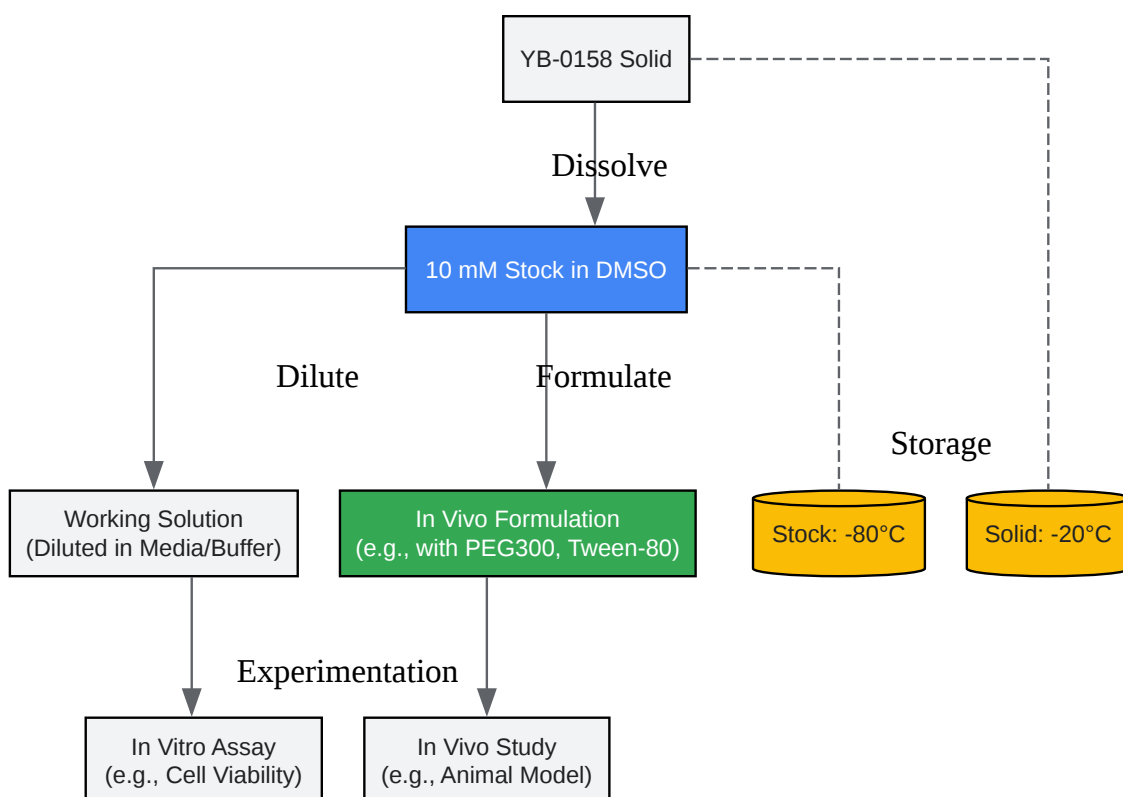 YB-0158 Solid
Dissolve
10 mM Stock in DMSO
Dilute
Formulate
Storage
Working Solution
(Diluted in Media/Buffer)
In Vivo Formulation
(e.g., with PEG300, Tween-80)
Stock: -80°C
Solid: -20°C
Experimentation
In Vitro Assay
(e.g., Cell Viability)
In Vivo Study
(e.g., Animal Model)